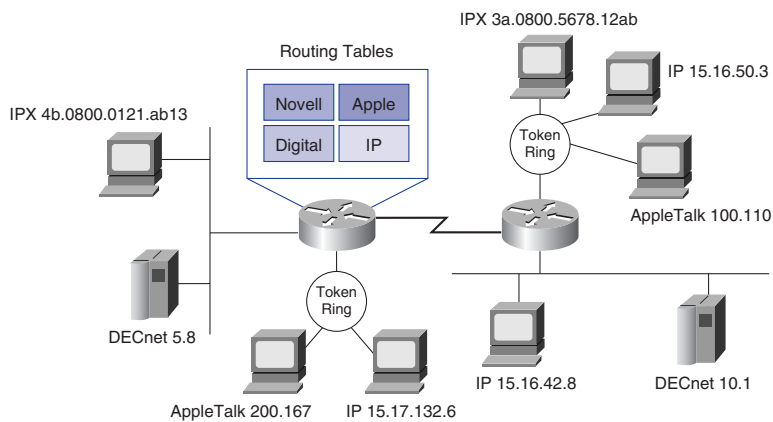 IPX 3a.0800.5678.12ab
Routing Tables
IP 15.16.50.3
IPX 4b.0800.0121.ab13
Novell
Apple
Digital
IP
Token
Ring
AppleTalk 100.110
Token
Ring
DECnet 5.8
AppleTalk 200.167
IP 15.17.132.6
IP 15.16.42.8
DECnet 10.1